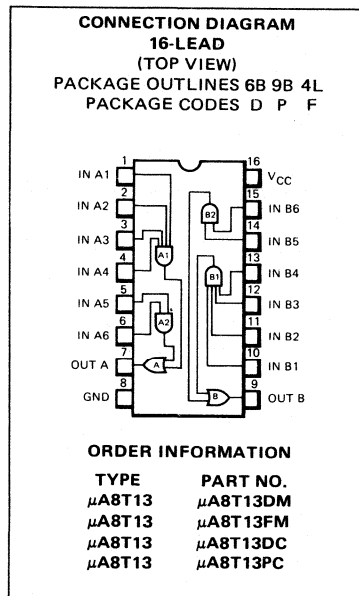 CONNECTION DIAGRAM
16-LEAD
(TOP VIEW)
PACKAGE OUTLINES 6B 9B 4L
PACKAGE CODES D P F
1 16
IN A1 VCC
2 15
IN A2 B2 IN B6
3 14
IN A3 IN B5
4 A1 13
IN A4 B1 IN B4
5 12
IN A5 A2 IN B3
6 11
IN A6 IN B2
7 10
OUT A A IN B1
8 9
GND B OUT B
ORDER INFORMATION
TYPE PART NO.
μA8T13 μA8T13DM
μA8T13 μA8T13FM
μA8T13 μA8T13DC
μA8T13 μA8T13PC